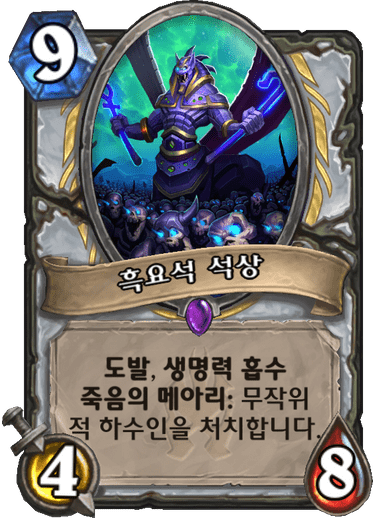 9
흑요석 석상
도발, 생명력 흡수
죽음의 메아리: 무작위
적 하수인을 처치합니다.
4
8